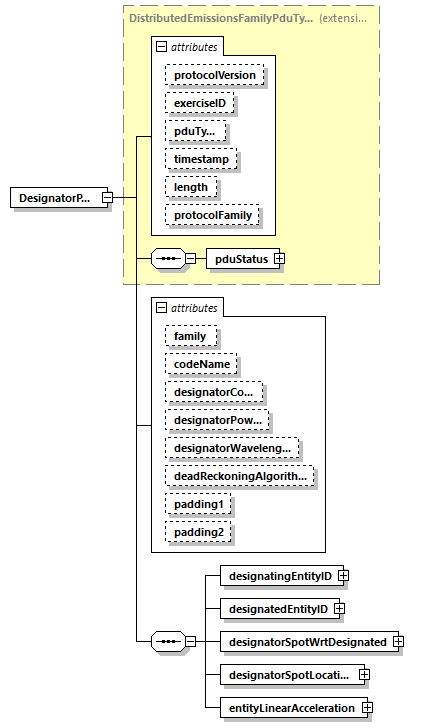 DistributedEmissionsFamilyPduTy... (extensi...
attributes
protocolVersion
exerciseID
pduTy...
timestamp
length
protocolFamily
DesignatorP...
pduStatus
attributes
family
codeName
designatorCo...
designatorPow...
designatorWaveleng...
deadReckoningAlgorith...
padding1
padding2
designatingEntityID
designatedEntityID
designatorSpotWrtDesignated
designatorSpotLocati...
entityLinearAcceleration